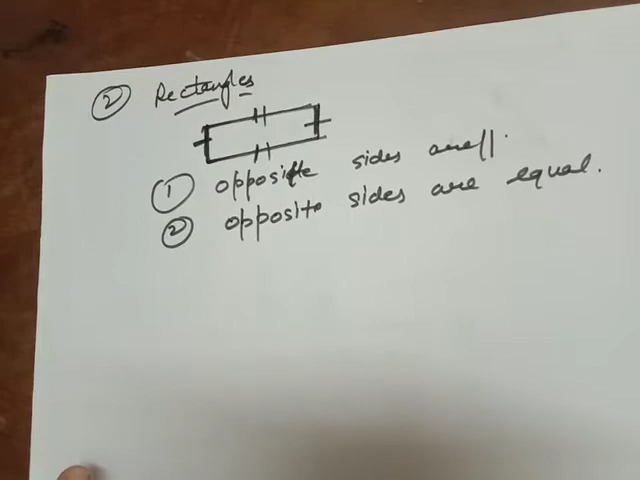 ② Rectangles
① opposite sides are ||.
② opposite sides are equal.